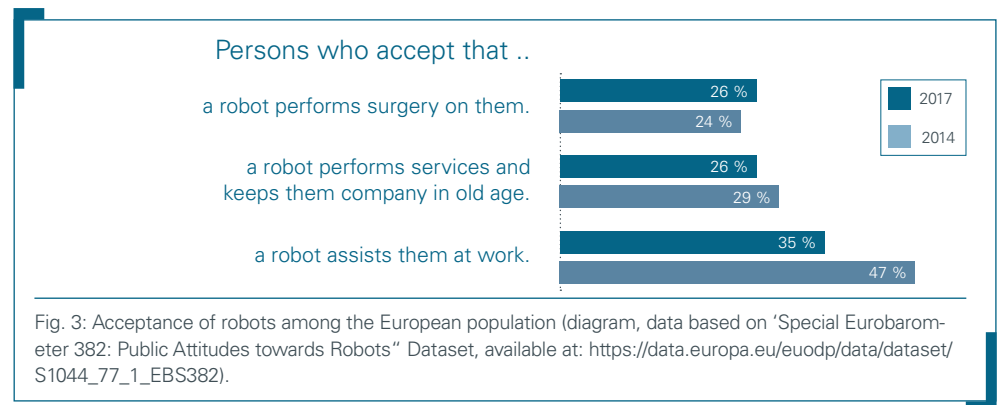 Persons who accept that ..
a robot performs surgery on them.
26 %
24 %
2017
2014
a robot performs services and
keeps them company in old age.
26 %
29 %
a robot assists them at work.
35 %
47 %
Fig. 3: Acceptance of robots among the European population (diagram, data based on ‘Special Eurobarom-
eter 382: Public Attitudes towards Robots“ Dataset, available at: https://data.europa.eu/euodp/data/dataset/
S1044_77_1_EBS382).